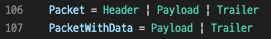 106 Packet = Header ¦ Payload ¦ Trailer
107 PacketWithData = Payload ¦ Trailer